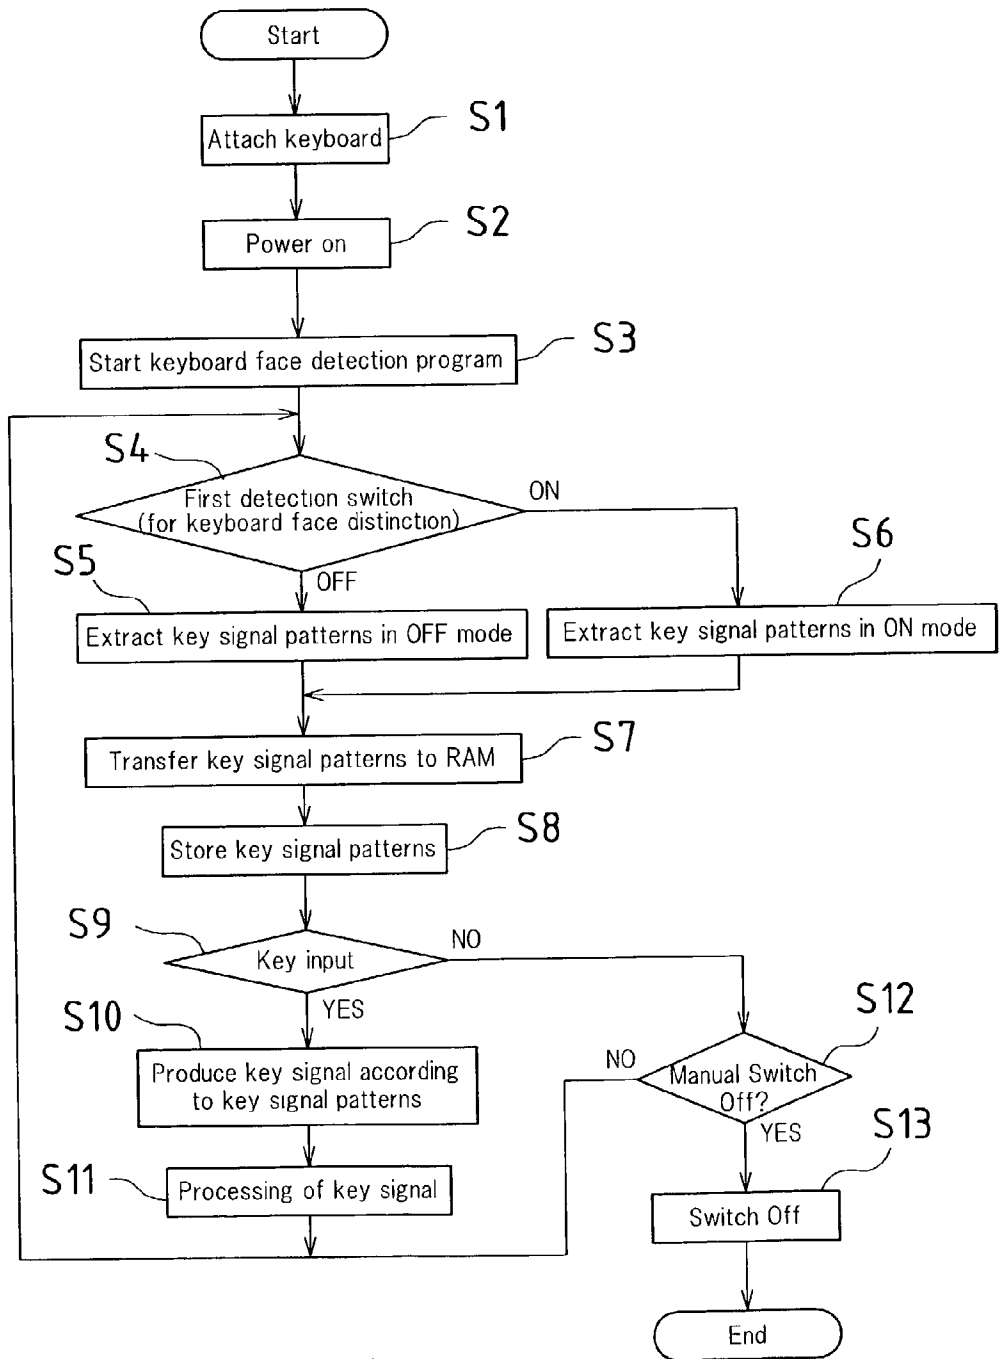 Start
S1
Attach keyboard
S2
Power on
S3
Start keyboard face detection program
S4
First detection switch
(for keyboard face distinction)
ON
OFF
S5
S6
Extract key signal patterns in OFF mode
Extract key signal patterns in ON mode
S7
Transfer key signal patterns to RAM
S8
Store key signal patterns
S9
Key input
NO
YES
S10
Produce key signal according
to key signal patterns
S12
NO
Manual Switch
Off?
YES
S11
Processing of key signal
S13
Switch Off
End